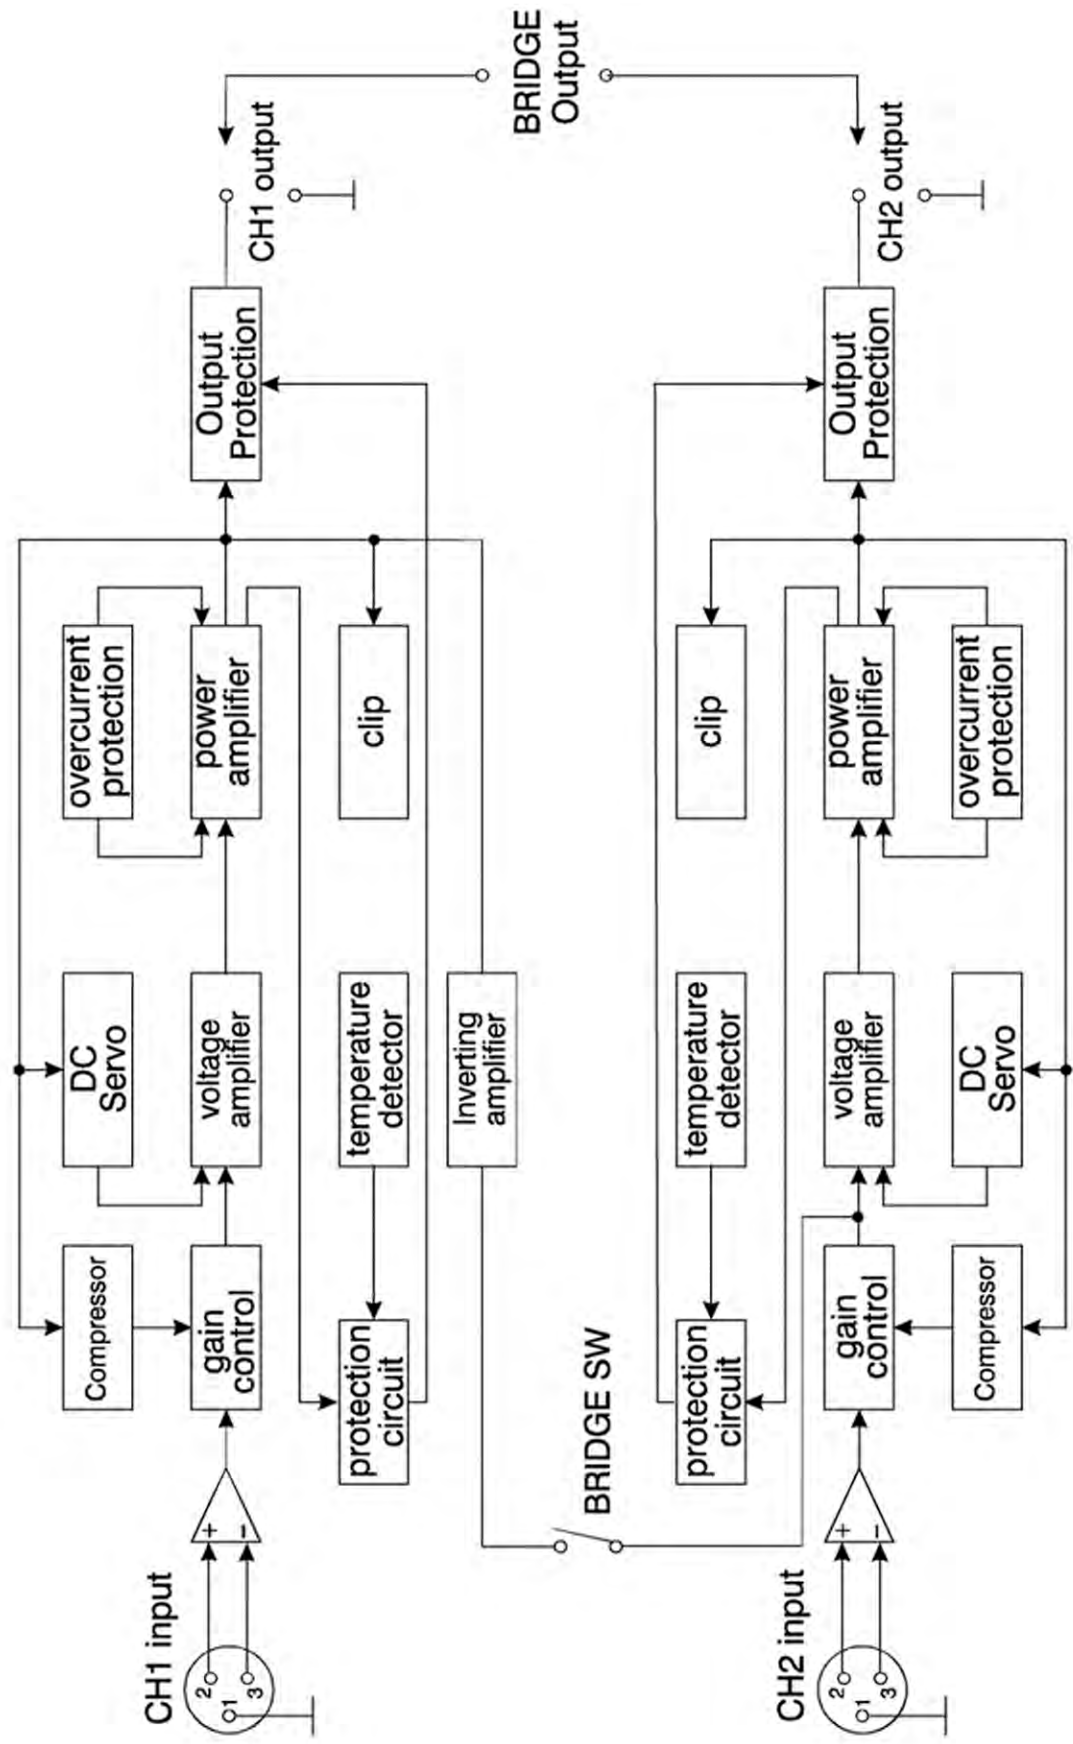 CH1 input
2
1
3
+
−
Compressor
gain
control
DC
Servo
voltage
amplifier
overcurrent
protection
power
amplifier
Output
Protection
CH1 output
protection
circuit
temperature
detector
clip
Inverting
amplifier
BRIDGE SW
BRIDGE
Output
protection
circuit
temperature
detector
clip
CH2 input
2
1
3
+
−
gain
control
voltage
amplifier
power
amplifier
Output
Protection
CH2 output
Compressor
DC
Servo
overcurrent
protection